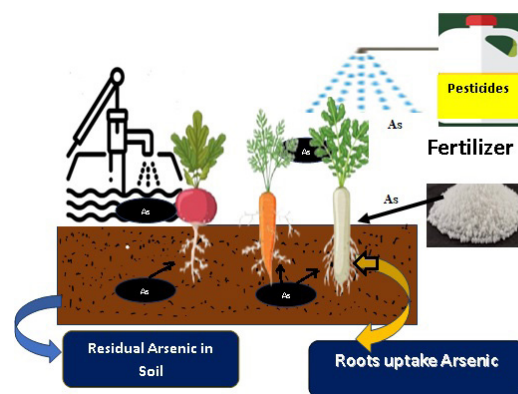 Pesticides
As
As
Fertilizer
As
As
As
As
Residual Arsenic in
Soil
Roots uptake Arsenic